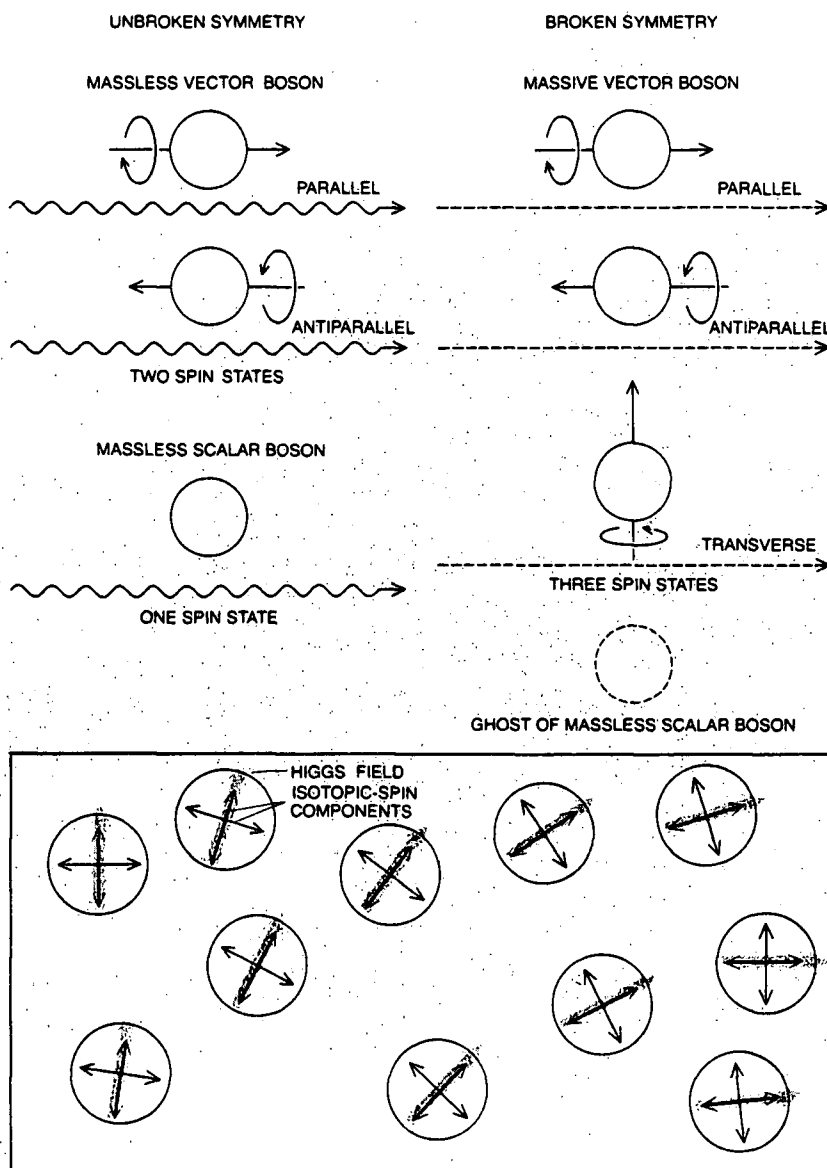 UNBROKEN SYMMETRY
MASSLESS VECTOR BOSON
PARALLEL
ANTIPARALLEL
TWO SPIN STATES
MASSLESS SCALAR BOSON
ONE SPIN STATE
BROKEN SYMMETRY
MASSIVE VECTOR BOSON
PARALLEL
ANTIPARALLEL
TRANSVERSE
THREE SPIN STATES
GHOST OF MASSLESS SCALAR BOSON
HIGGS FIELD
ISOTOPIC-SPIN
COMPONENTS